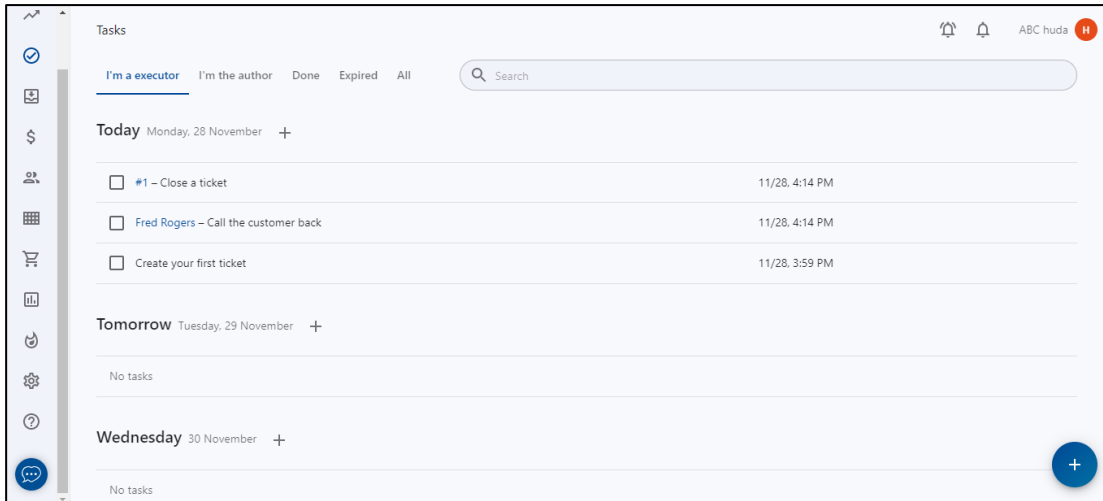 Tasks
ABC huda H
I'm a executor I'm the author Done Expired All
Search
Today Monday, 28 November +
#1 – Close a ticket 11/28, 4:14 PM
Fred Rogers – Call the customer back 11/28, 4:14 PM
Create your first ticket 11/28, 3:59 PM
Tomorrow Tuesday, 29 November +
No tasks
Wednesday 30 November +
No tasks